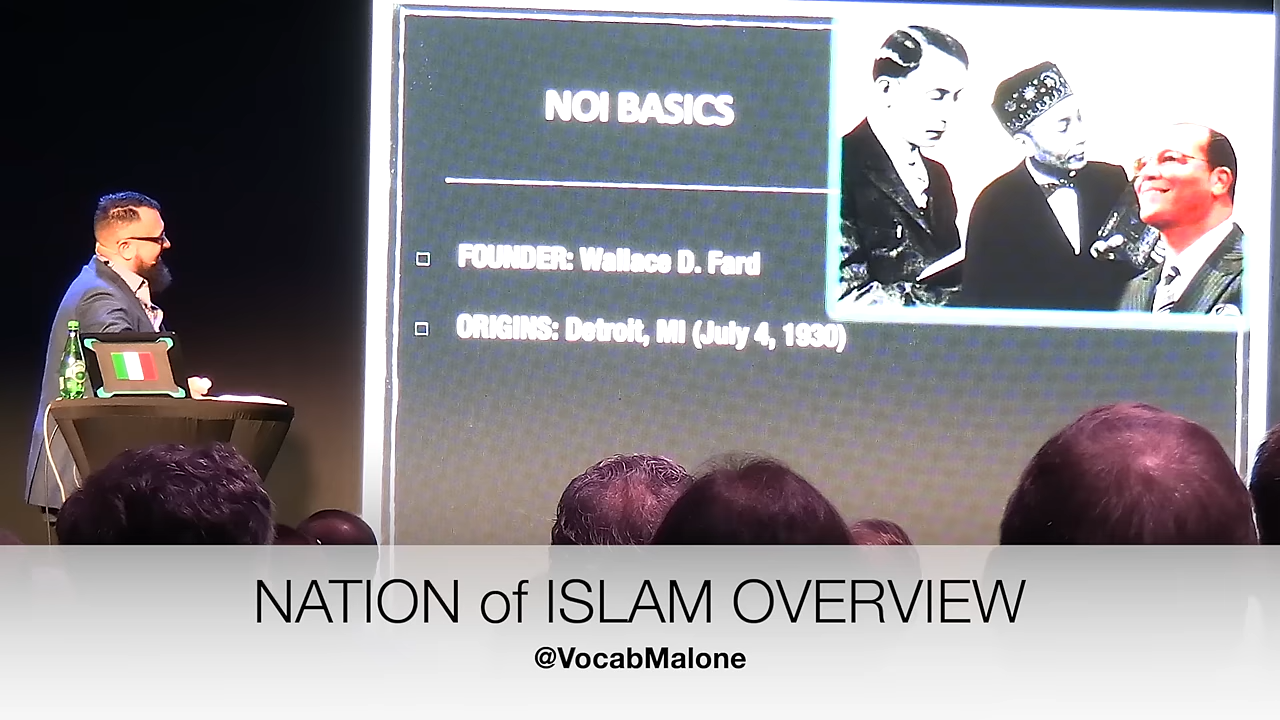 NOI BASICS
FOUNDER: Wallace D. Fard
ORIGINS: Detroit, MI (July 4, 1930)
NATION of ISLAM OVERVIEW
@VocabMalone